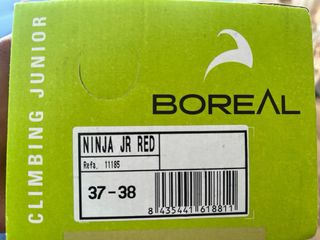 CLIMBING JUNIOR
BOREAL
NINJA JR RED
Refa. 11185
37-38
8 435441 618811